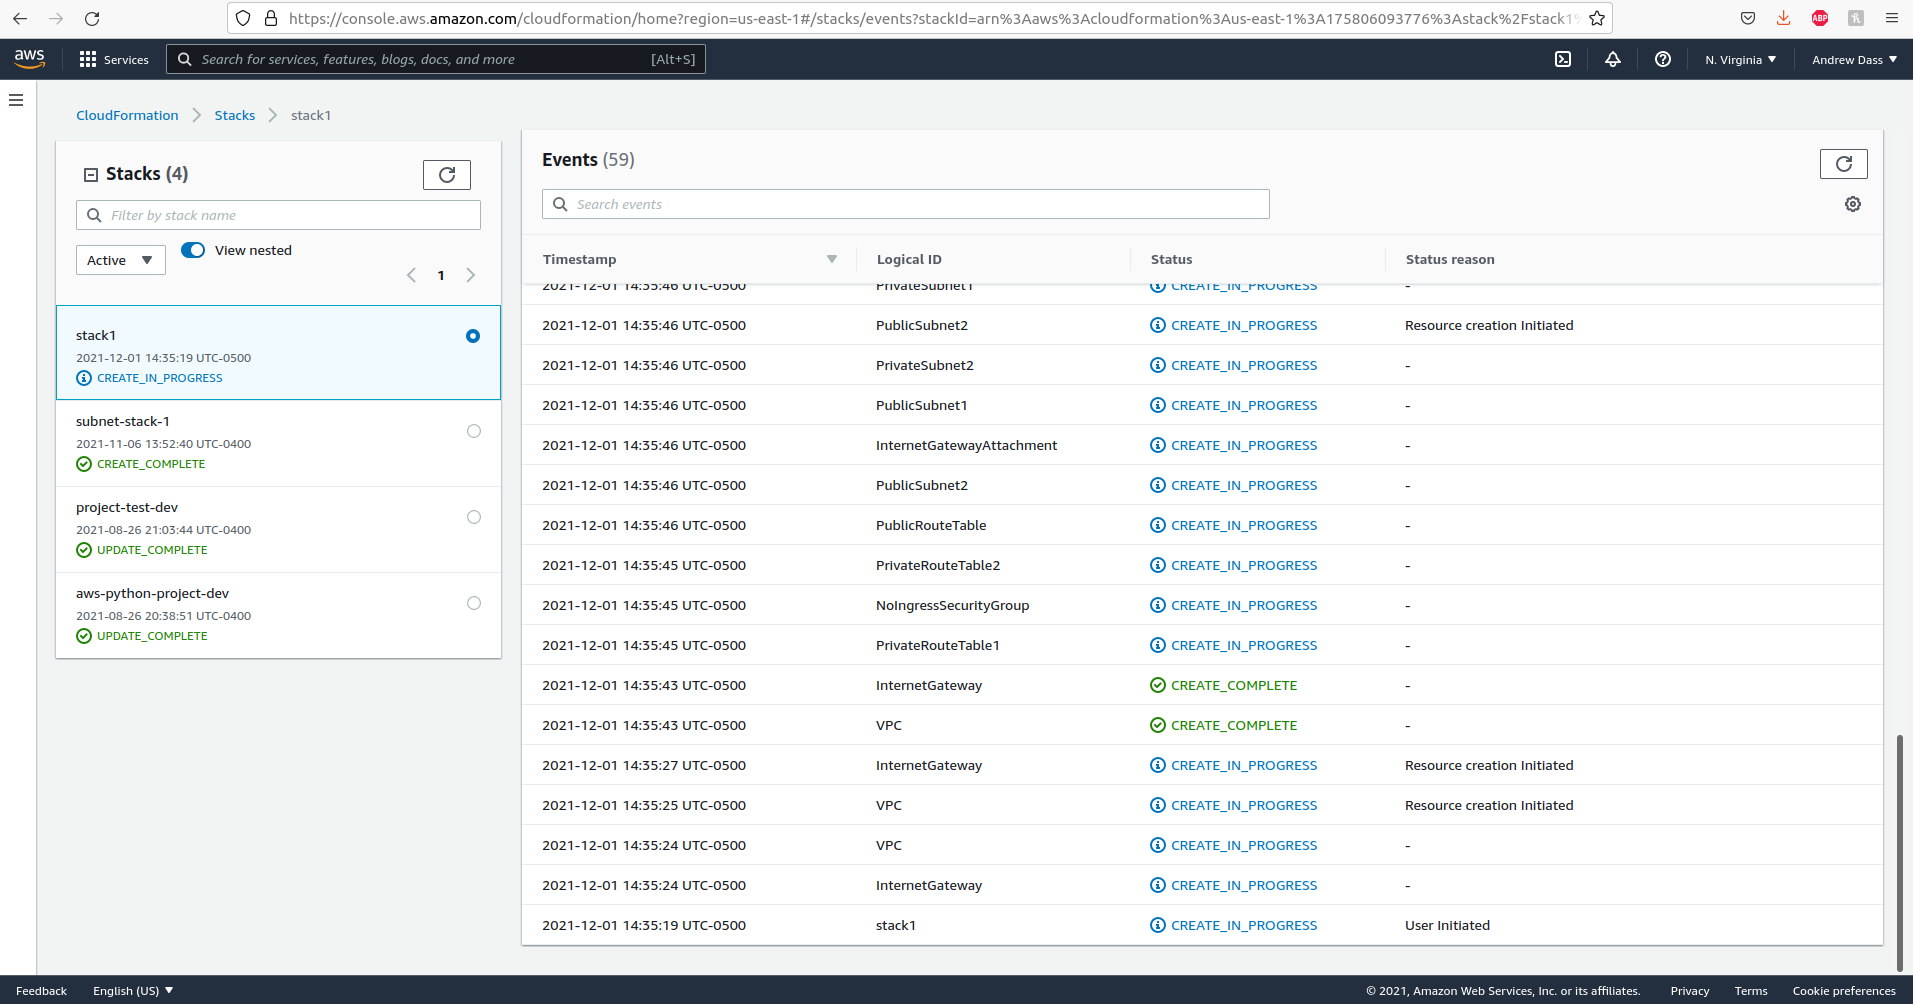 https://console.aws.amazon.com/cloudformation/home?region=us-east-1#/stacks/events?stackId=arn%3Aaws%3Acloudformation%3Aus-east-1%3A175806093776%3Astack%2Fstack1%
ABP
aws Services Search for services, features, blogs, docs, and more [Alt+S] N. Virginia Andrew Dass
CloudFormation Stacks stack1
Stacks (4)
Filter by stack name
Active View nested
1
stack1
2021-12-01 14:35:19 UTC-0500
CREATE_IN_PROGRESS
subnet-stack-1
2021-11-06 13:52:40 UTC-0400
CREATE_COMPLETE
project-test-dev
2021-08-26 21:03:44 UTC-0400
UPDATE_COMPLETE
aws-python-project-dev
2021-08-26 20:38:51 UTC-0400
UPDATE_COMPLETE
Events (59)
Search events
Timestamp Logical ID Status Status reason
2021-12-01 14:35:46 UTC-0500 PrivateSubnet1 CREATE_IN_PROGRESS -
2021-12-01 14:35:46 UTC-0500 PublicSubnet2 CREATE_IN_PROGRESS Resource creation Initiated
2021-12-01 14:35:46 UTC-0500 PrivateSubnet2 CREATE_IN_PROGRESS -
2021-12-01 14:35:46 UTC-0500 PublicSubnet1 CREATE_IN_PROGRESS -
2021-12-01 14:35:46 UTC-0500 InternetGatewayAttachment CREATE_IN_PROGRESS -
2021-12-01 14:35:46 UTC-0500 PublicSubnet2 CREATE_IN_PROGRESS -
2021-12-01 14:35:46 UTC-0500 PublicRouteTable CREATE_IN_PROGRESS -
2021-12-01 14:35:45 UTC-0500 PrivateRouteTable2 CREATE_IN_PROGRESS -
2021-12-01 14:35:45 UTC-0500 NoIngressSecurityGroup CREATE_IN_PROGRESS -
2021-12-01 14:35:45 UTC-0500 PrivateRouteTable1 CREATE_IN_PROGRESS -
2021-12-01 14:35:43 UTC-0500 InternetGateway CREATE_COMPLETE -
2021-12-01 14:35:43 UTC-0500 VPC CREATE_COMPLETE -
2021-12-01 14:35:27 UTC-0500 InternetGateway CREATE_IN_PROGRESS Resource creation Initiated
2021-12-01 14:35:25 UTC-0500 VPC CREATE_IN_PROGRESS Resource creation Initiated
2021-12-01 14:35:24 UTC-0500 VPC CREATE_IN_PROGRESS -
2021-12-01 14:35:24 UTC-0500 InternetGateway CREATE_IN_PROGRESS -
2021-12-01 14:35:19 UTC-0500 stack1 CREATE_IN_PROGRESS User Initiated
Feedback English (US) © 2021, Amazon Web Services, Inc. or its affiliates. Privacy Terms Cookie preferences